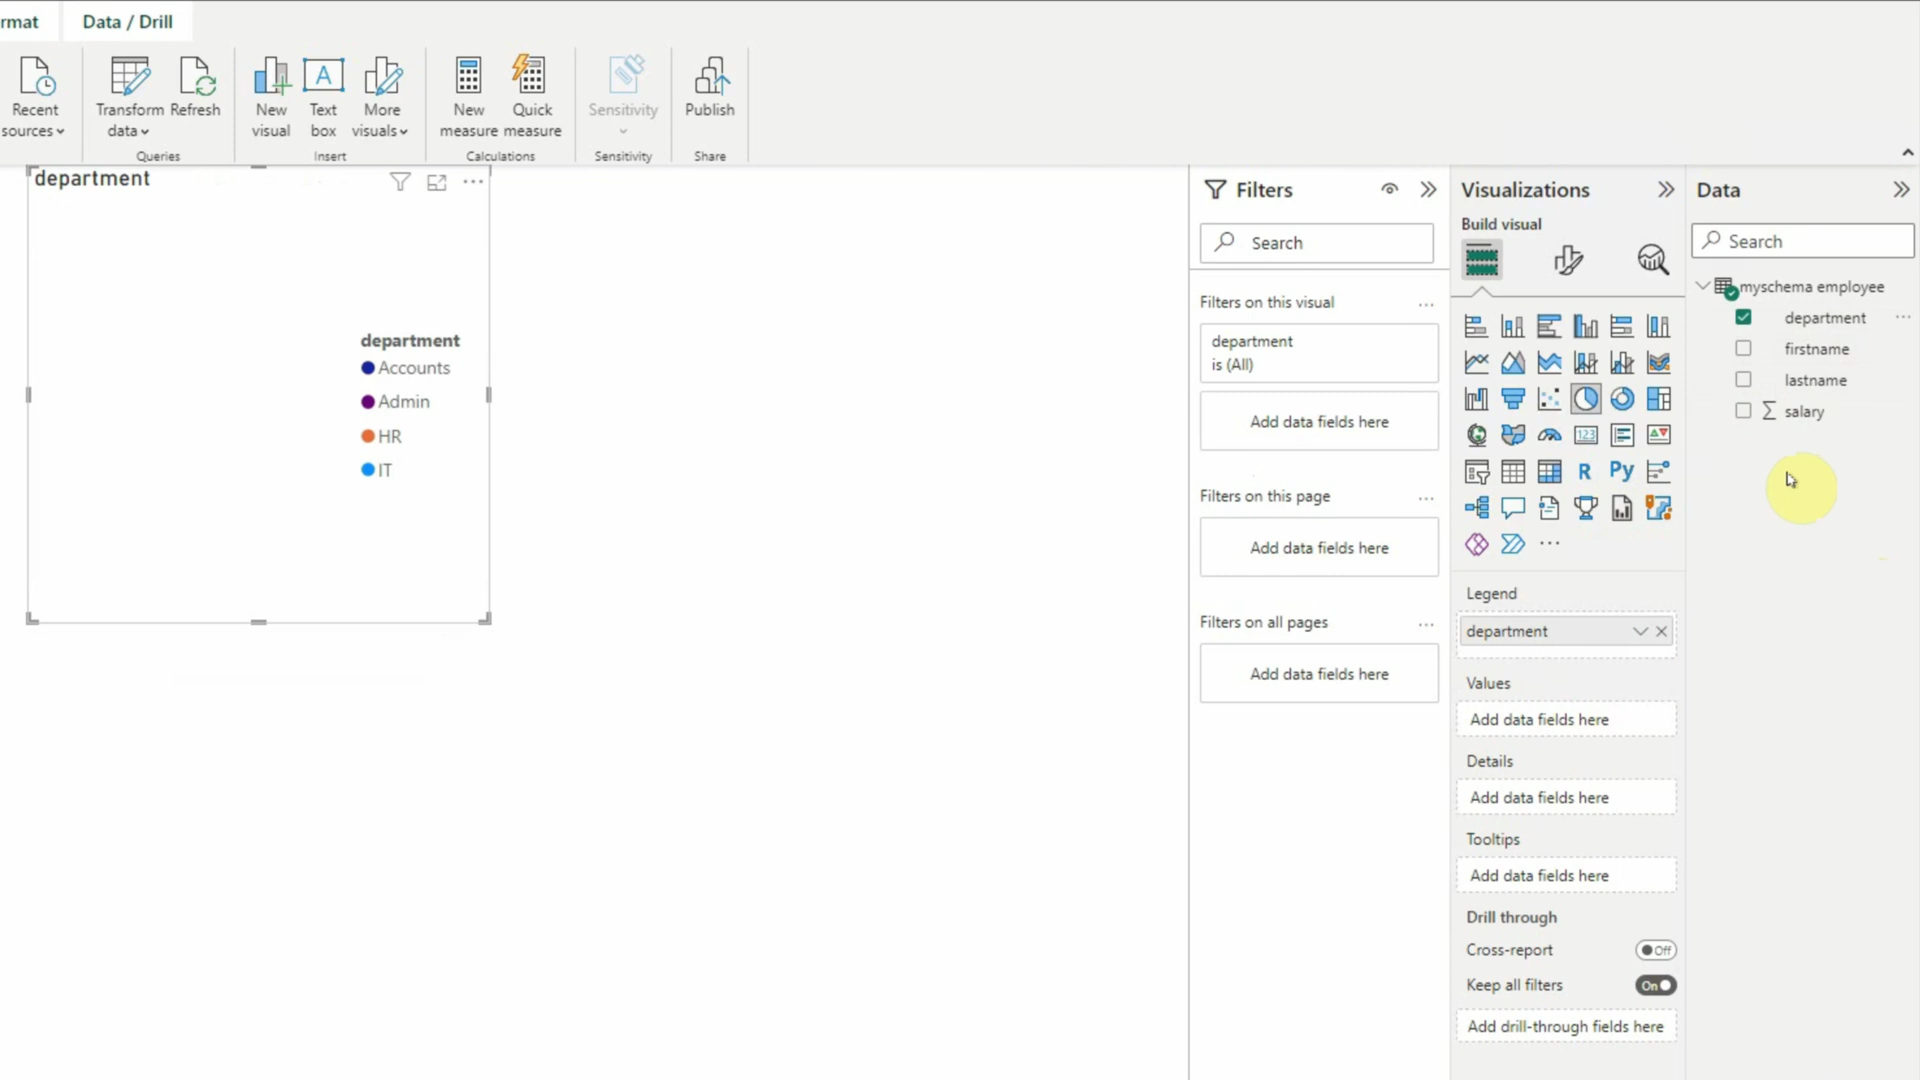 rmat
Data / Drill
Recent
sources
Transform
data
Refresh
Queries
New
visual
Text
box
More
visuals
Insert
New
measure
Quick
measure
Calculations
Sensitivity
Sensitivity
Publish
Share
department
department
Accounts
Admin
HR
IT
Filters
Search
Filters on this visual
department
is (All)
Add data fields here
Filters on this page
Add data fields here
Filters on all pages
Add data fields here
Visualizations
Build visual
123
R
Py
Legend
department
Values
Add data fields here
Details
Add data fields here
Tooltips
Add data fields here
Drill through
Cross-report
Off
Keep all filters
On
Add drill-through fields here
Data
Search
myschema employee
department
firstname
lastname
∑ salary